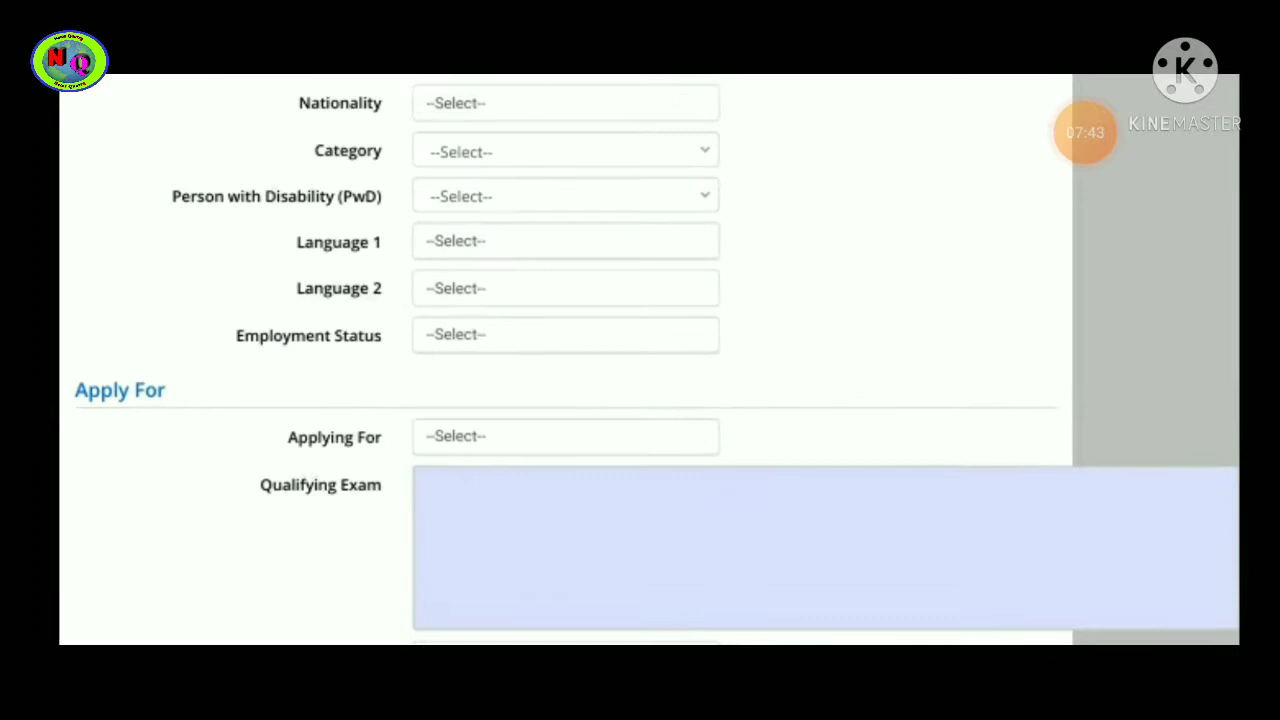 N
Q
K
KINEMASTER
07:43
Nationality --Select--
Category --Select--
Person with Disability (PwD) --Select--
Language 1 --Select--
Language 2 --Select--
Employment Status --Select--
Apply For
Applying For --Select--
Qualifying Exam